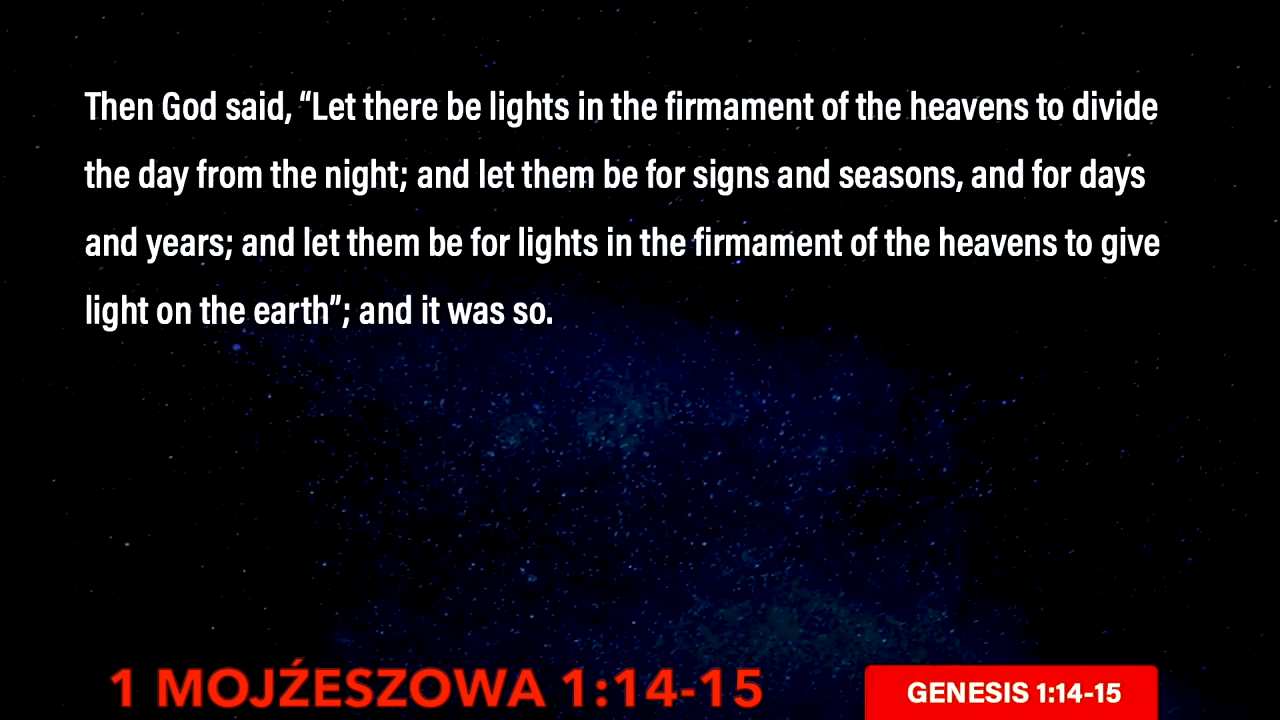 Then God said, “Let there be lights in the firmament of the heavens to divide
the day from the night; and let them be for signs and seasons, and for days
and years; and let them be for lights in the firmament of the heavens to give
light on the earth”; and it was so.
1 MOJŹESZOWA 1:14-15
GENESIS 1:14-15